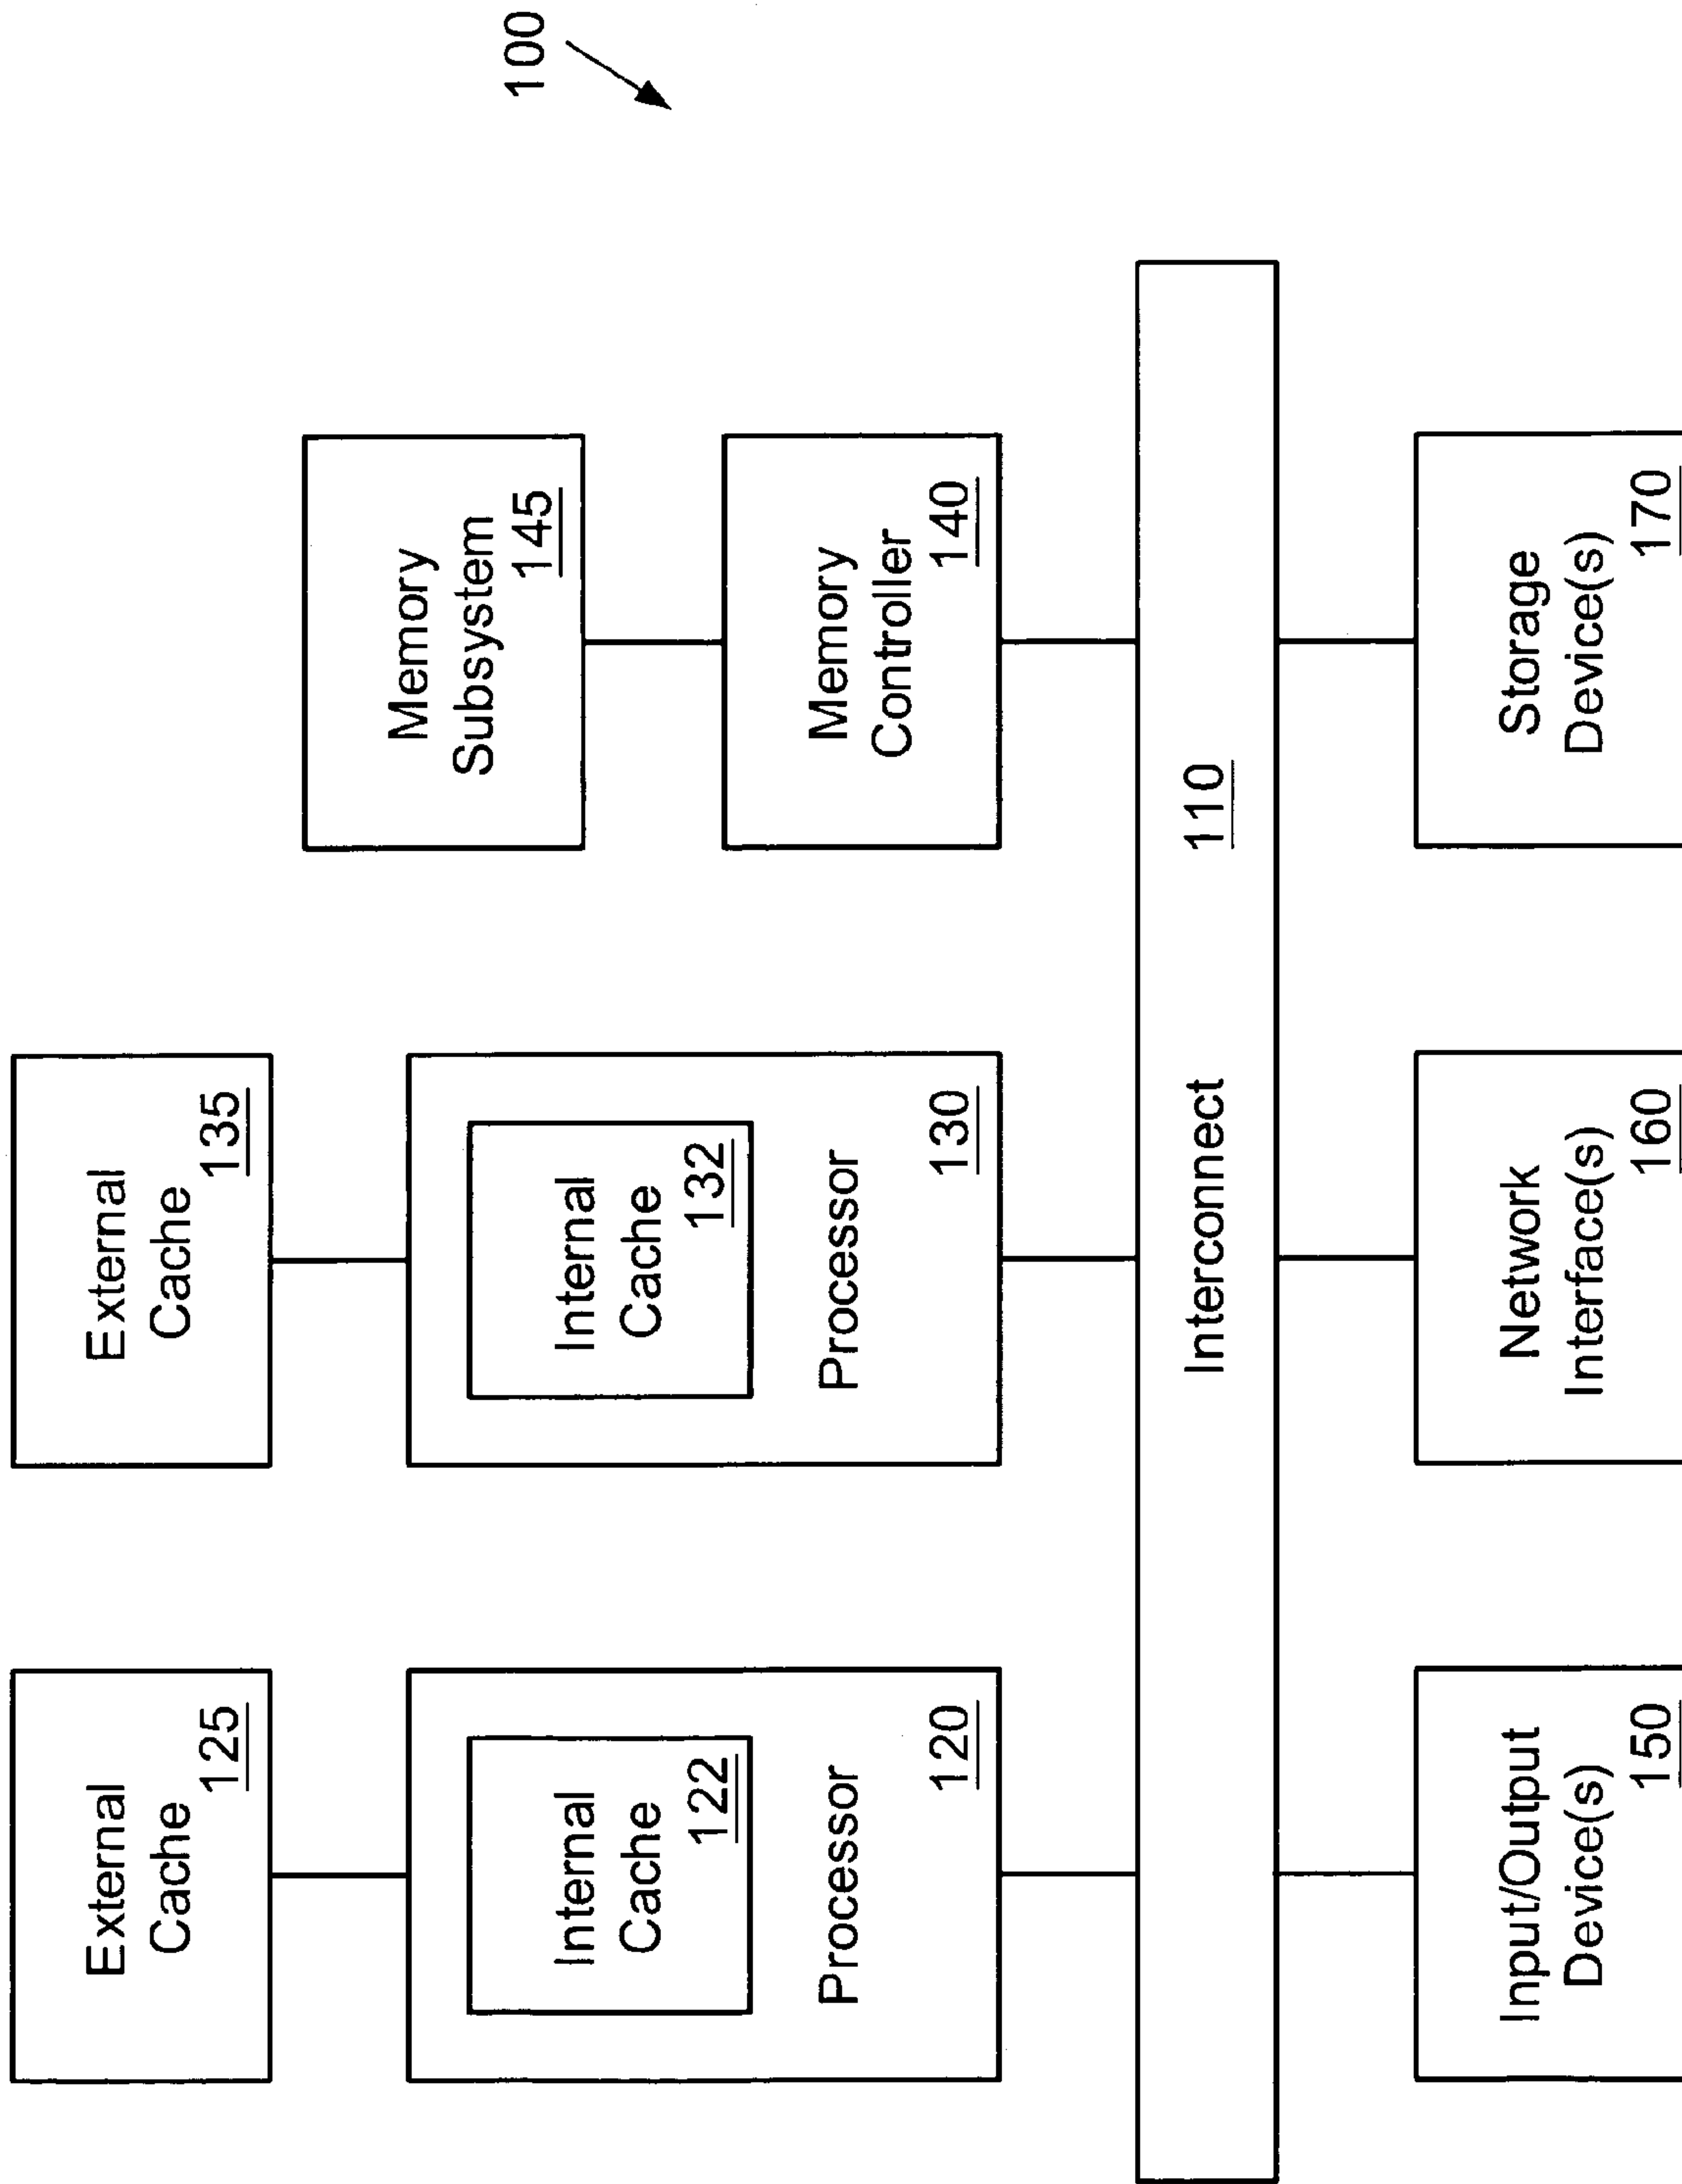 100
External
Cache
125
External
Cache
135
Memory
Subsystem
145
Internal
Cache
122
Processor
120
Internal
Cache
132
Processor
130
Memory
Controller
140
Interconnect
110
Input/Output
Device(s)
150
Network
Interface(s)
160
Storage
Device(s)
170